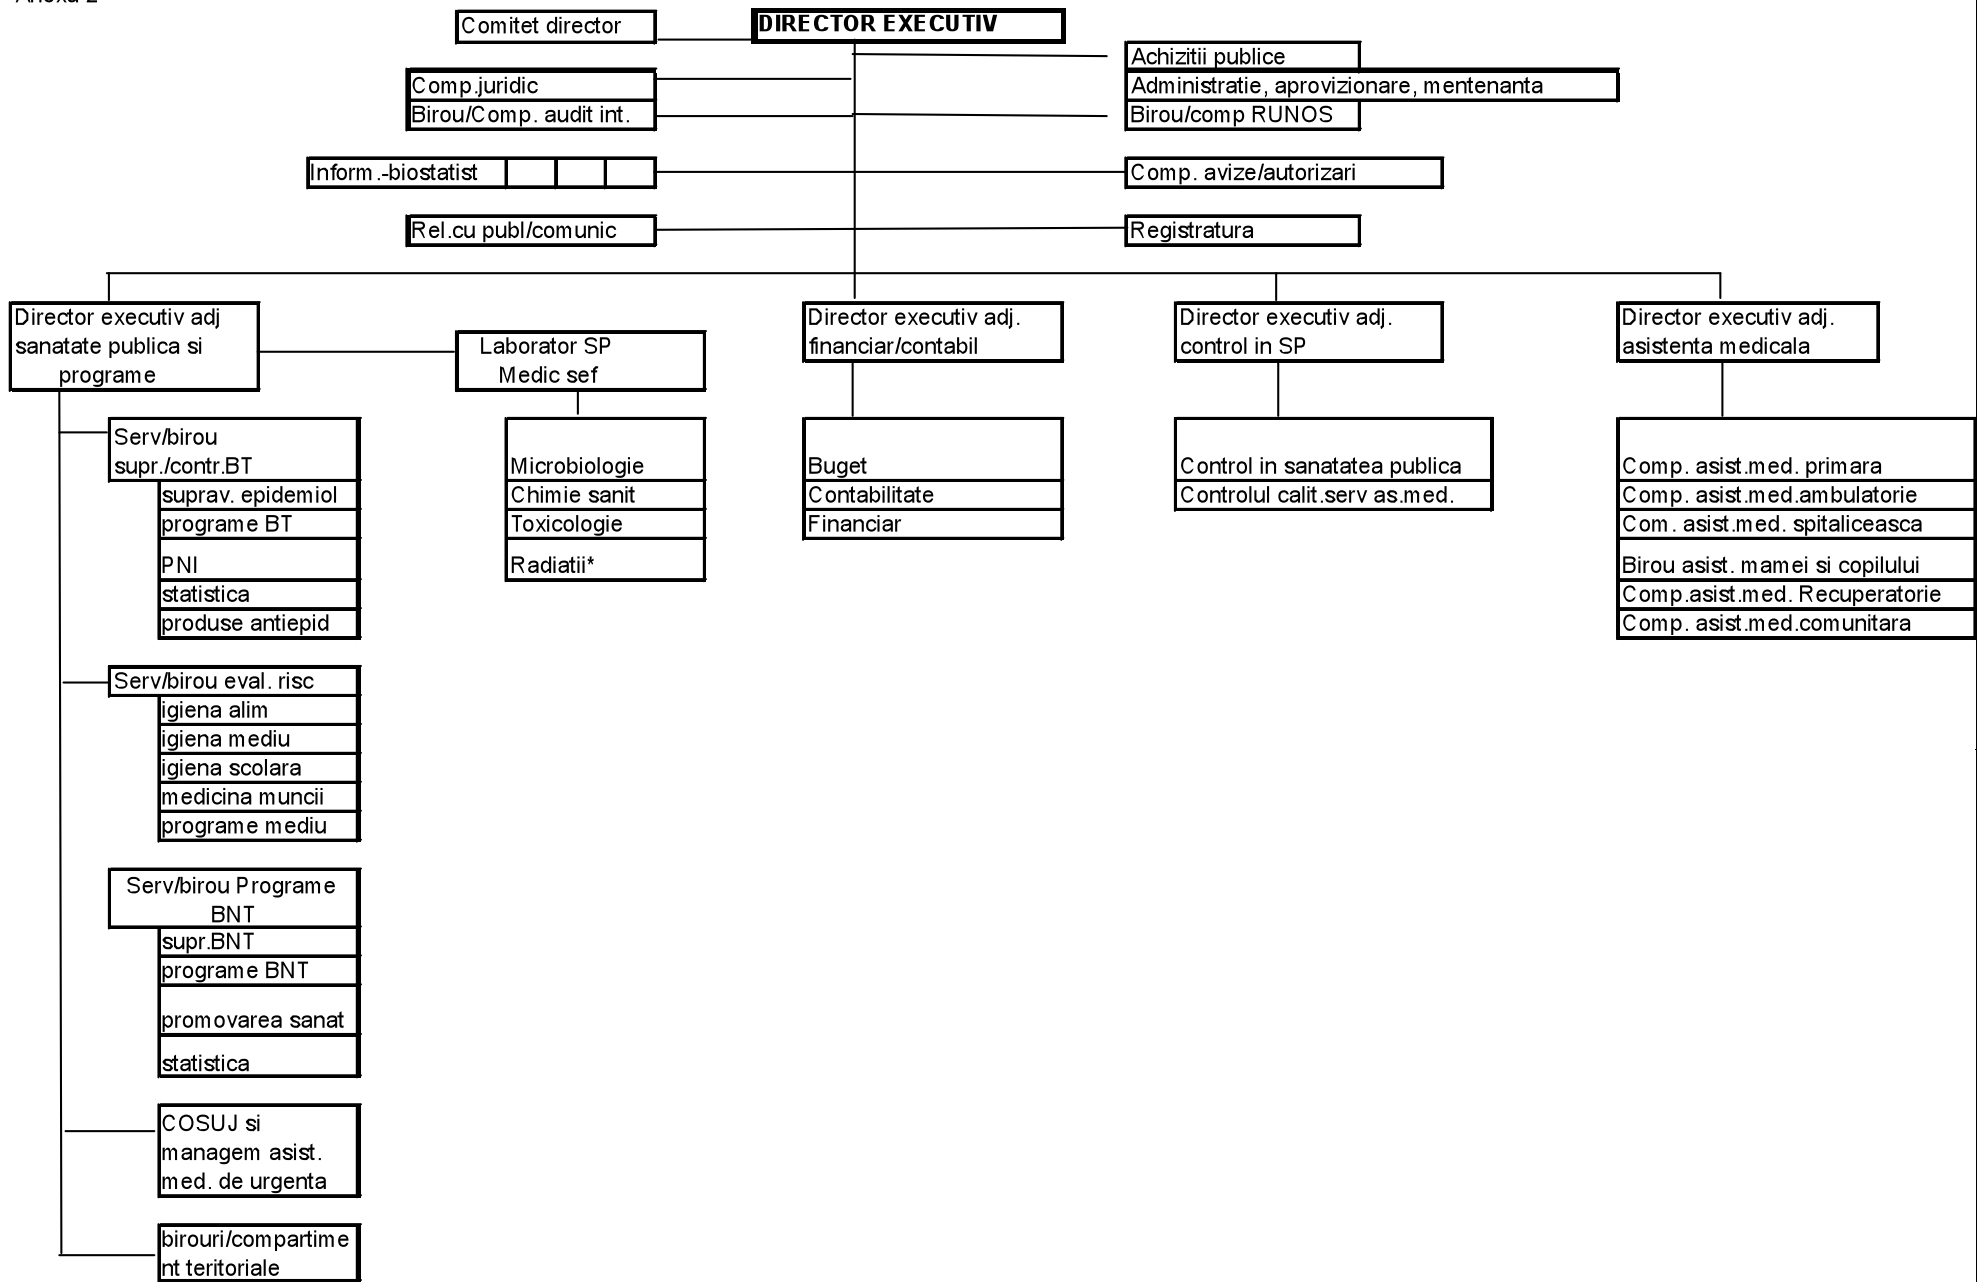 Comitet director
DIRECTOR EXECUTIV
Achizitii publice
Comp.juridic
Administratie, aprovizionare, mentenanta
Birou/Comp. audit int.
Birou/comp RUNOS
Inform.-biostatist
Comp. avize/autorizari
Rel.cu publ/comunic
Registratura
Director executiv adj
sanatate publica si
programe
Laborator SP
Medic sef
Director executiv adj.
financiar/contabil
Director executiv adj.
control in SP
Director executiv adj.
asistenta medicala
Serv/birou
supr./contr.BT
suprav. epidemiol
programe BT
PNI
statistica
produse antiepid
Microbiologie
Chimie sanit
Toxicologie
Radiatii*
Buget
Contabilitate
Financiar
Control in sanatatea publica
Controlul calit.serv as.med.
Comp. asist.med. primara
Comp. asist.med.ambulatorie
Com. asist.med. spitaliceasca
Birou asist. mamei si copilului
Comp.asist.med. Recuperatorie
Comp. asist.med.comunitara
Serv/birou eval. risc
igiena alim
igiena mediu
igiena scolara
medicina muncii
programe mediu
Serv/birou Programe
BNT
supr.BNT
programe BNT
promovarea sanat
statistica
COSUJ si
managem asist.
med. de urgenta
birouri/compartime
nt teritoriale